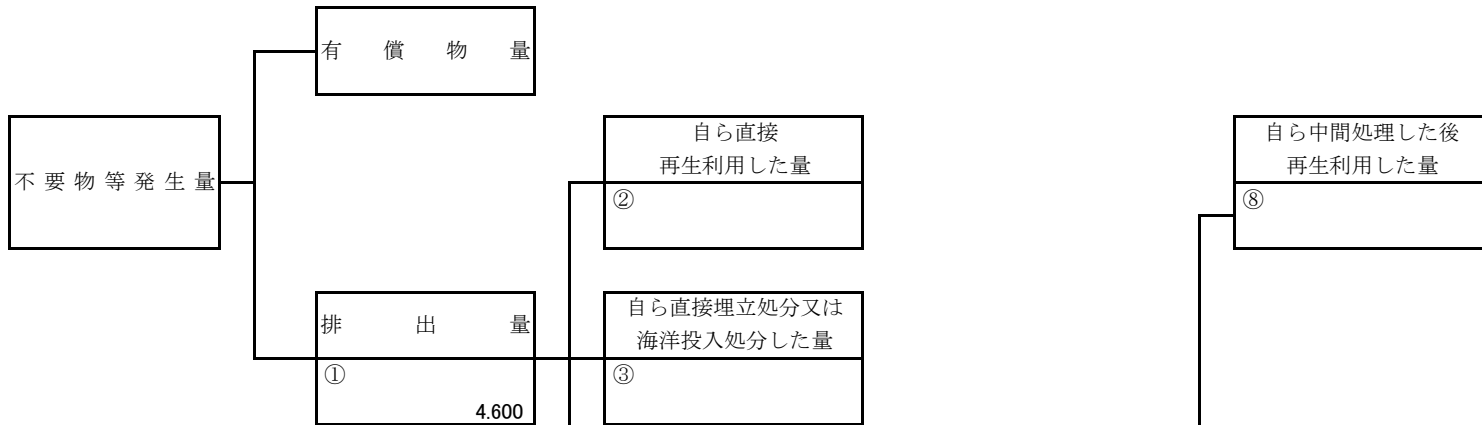 有償物量
不要物等発生量
自ら直接
再生利用した量
②
自ら中間処理した後
再生利用した量
⑧
排出量
①
4.600
自ら直接埋立処分又は
海洋投入処分した量
③